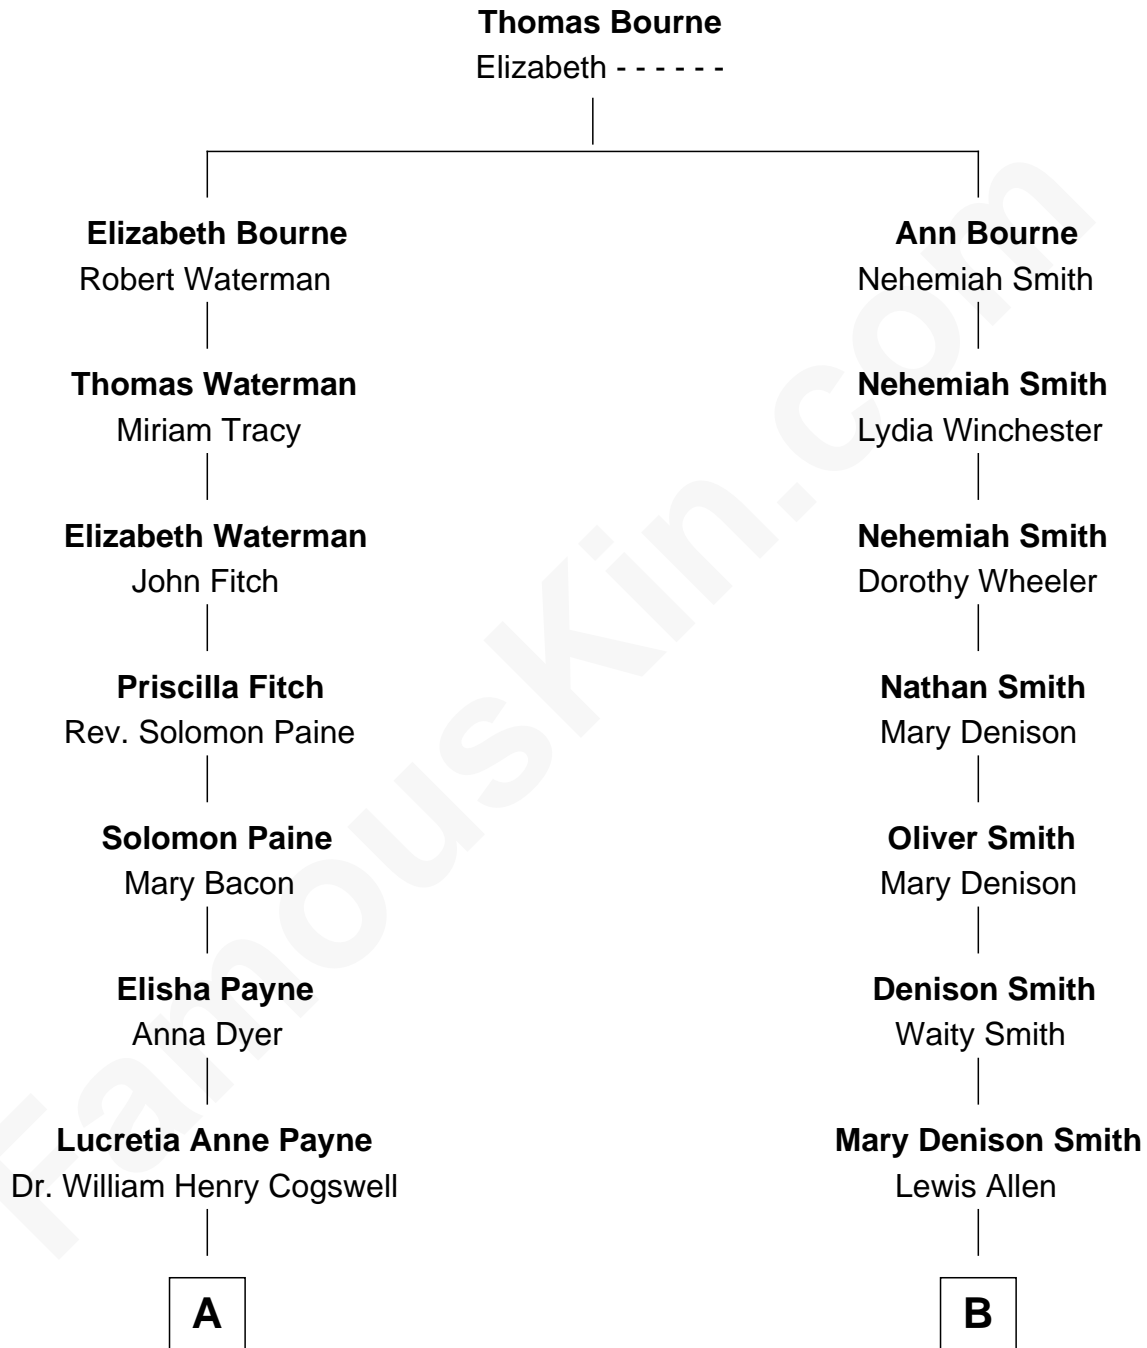 Thomas Bourne
Elizabeth - - - - - -
Elizabeth Bourne
Robert Waterman
Ann Bourne
Nehemiah Smith
Thomas Waterman
Miriam Tracy
Nehemiah Smith
Lydia Winchester
Elizabeth Waterman
John Fitch
Nehemiah Smith
Dorothy Wheeler
Priscilla Fitch
Rev. Solomon Paine
Nathan Smith
Mary Denison
Solomon Paine
Mary Bacon
Oliver Smith
Mary Denison
Elisha Payne
Anna Dyer
Denison Smith
Waity Smith
Lucretia Anne Payne
Dr. William Henry Cogswell
Mary Denison Smith
Lewis Allen
A
B
FamousKin.com